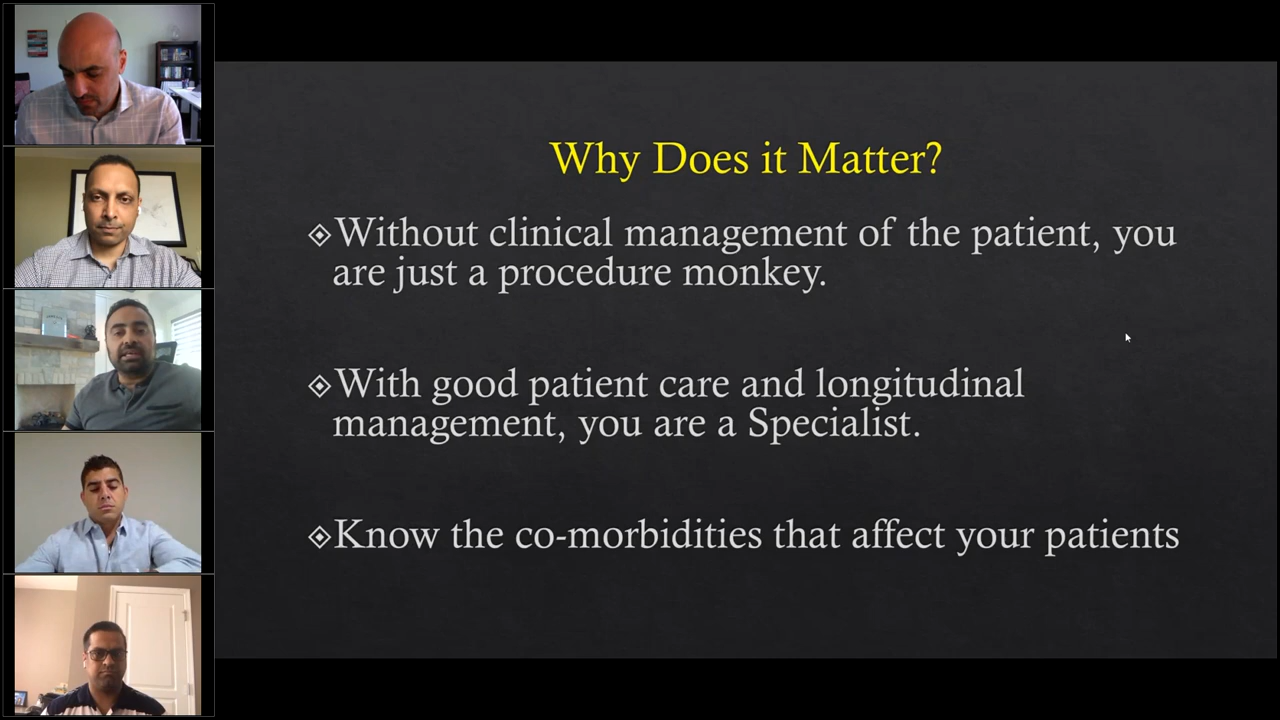 Why Does it Matter?
Without clinical management of the patient, you
are just a procedure monkey.
With good patient care and longitudinal
management, you are a Specialist.
Know the co-morbidities that affect your patients